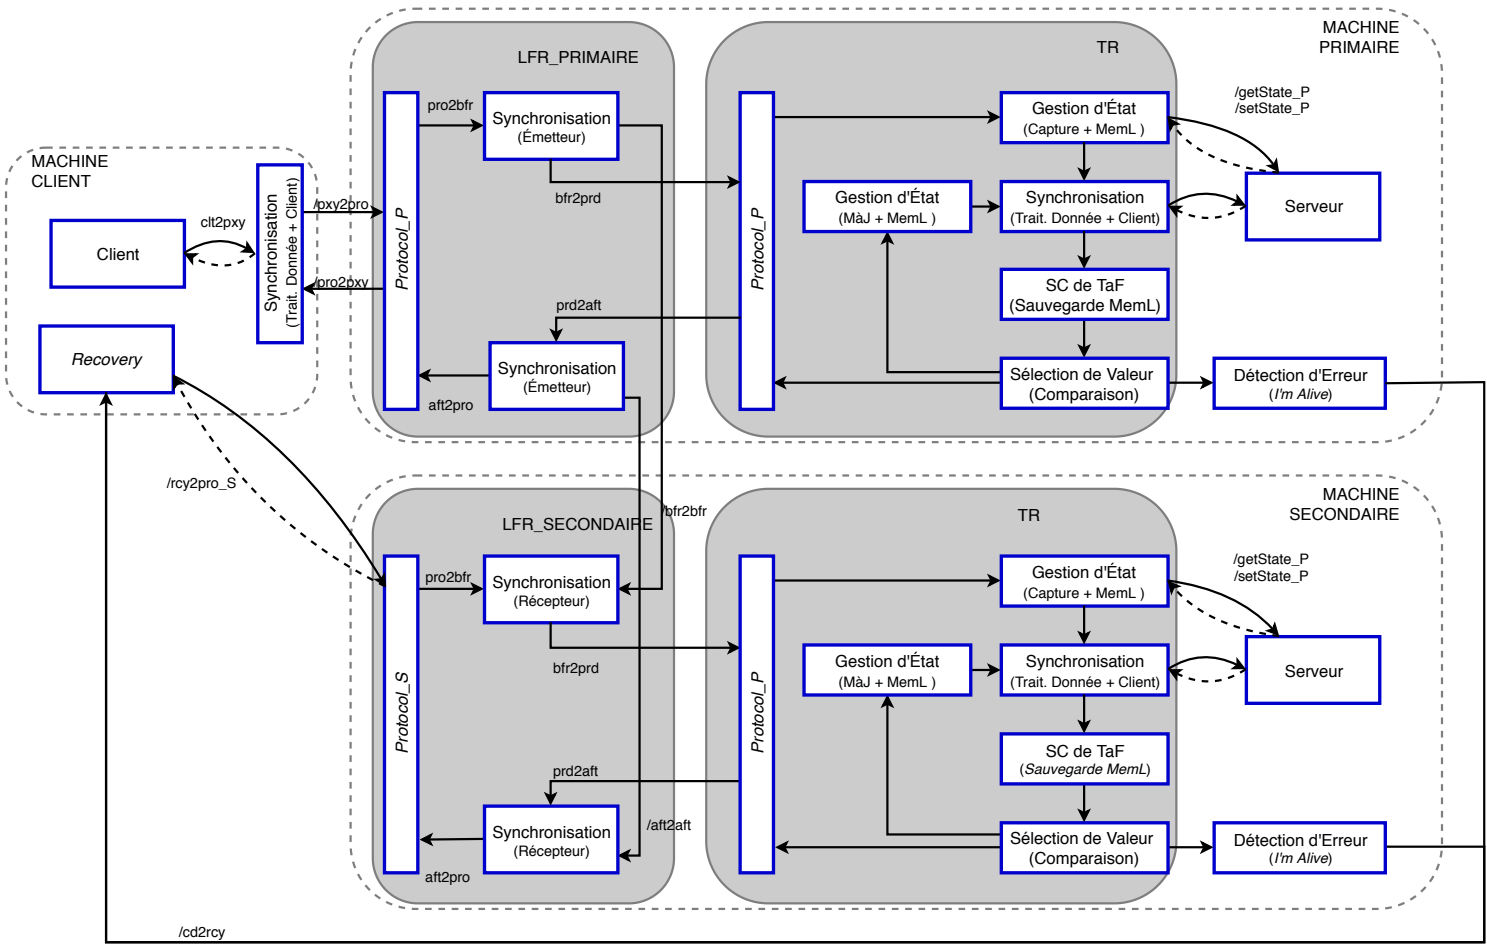 MACHINE
CLIENT
clt2pxy
Client
Synchronisation
(Trait. Donnée + Client)
/pxy2pro
/pro2pxy
Recovery
/rcy2pro_S
/cd2rcy
MACHINE
PRIMAIRE
LFR_PRIMAIRE
Protocol_P
pro2bfr
Synchronisation
(Émetteur)
bfr2prd
prd2aft
Synchronisation
(Émetteur)
aft2pro
TR
Protocol_P
Gestion d'État
(Capture + MemL )
/getState_P
/setState_P
Gestion d'État
(MàJ + MemL )
Synchronisation
(Trait. Donnée + Client)
Serveur
SC de TaF
(Sauvegarde MemL)
Sélection de Valeur
(Comparaison)
Détection d'Erreur
(I'm Alive)
MACHINE
SECONDAIRE
LFR_SECONDAIRE
/bfr2bfr
Protocol_S
pro2bfr
Synchronisation
(Récepteur)
bfr2prd
prd2aft
Synchronisation
(Récepteur)
/aft2aft
aft2pro
TR
Protocol_P
Gestion d'État
(Capture + MemL )
/getState_P
/setState_P
Gestion d'État
(MàJ + MemL )
Synchronisation
(Trait. Donnée + Client)
Serveur
SC de TaF
(Sauvegarde MemL)
Sélection de Valeur
(Comparaison)
Détection d'Erreur
(I'm Alive)